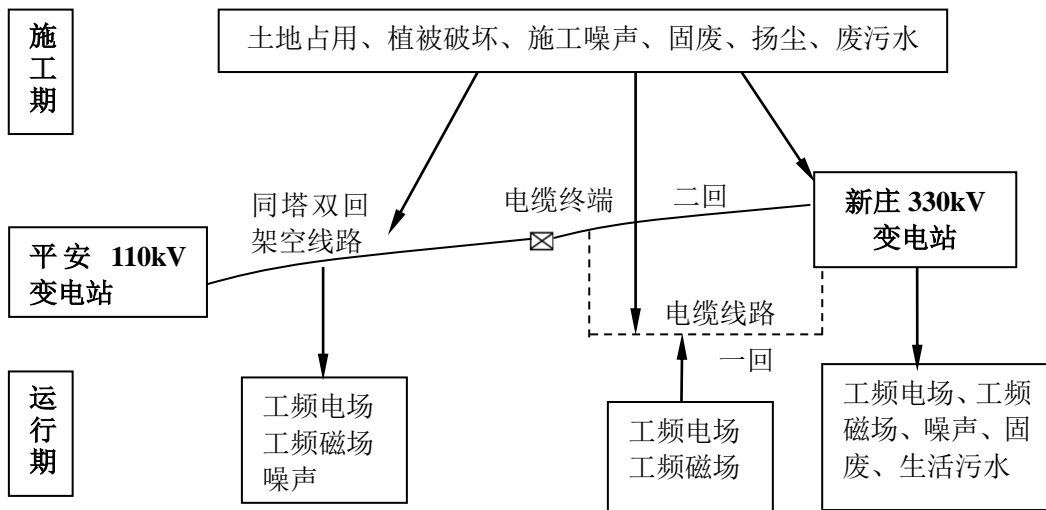 施
工
期
土地占用、植被破坏、施工噪声、固废、扬尘、废污水
同塔双回
架空线路
电缆终端
二回
新庄 330kV
变电站
平安 110kV
变电站
电缆线路
一回
运
行
期
工频电场
工频磁场
噪声
工频电场
工频磁场
工频电场、工频
磁场、噪声、固
废、生活污水